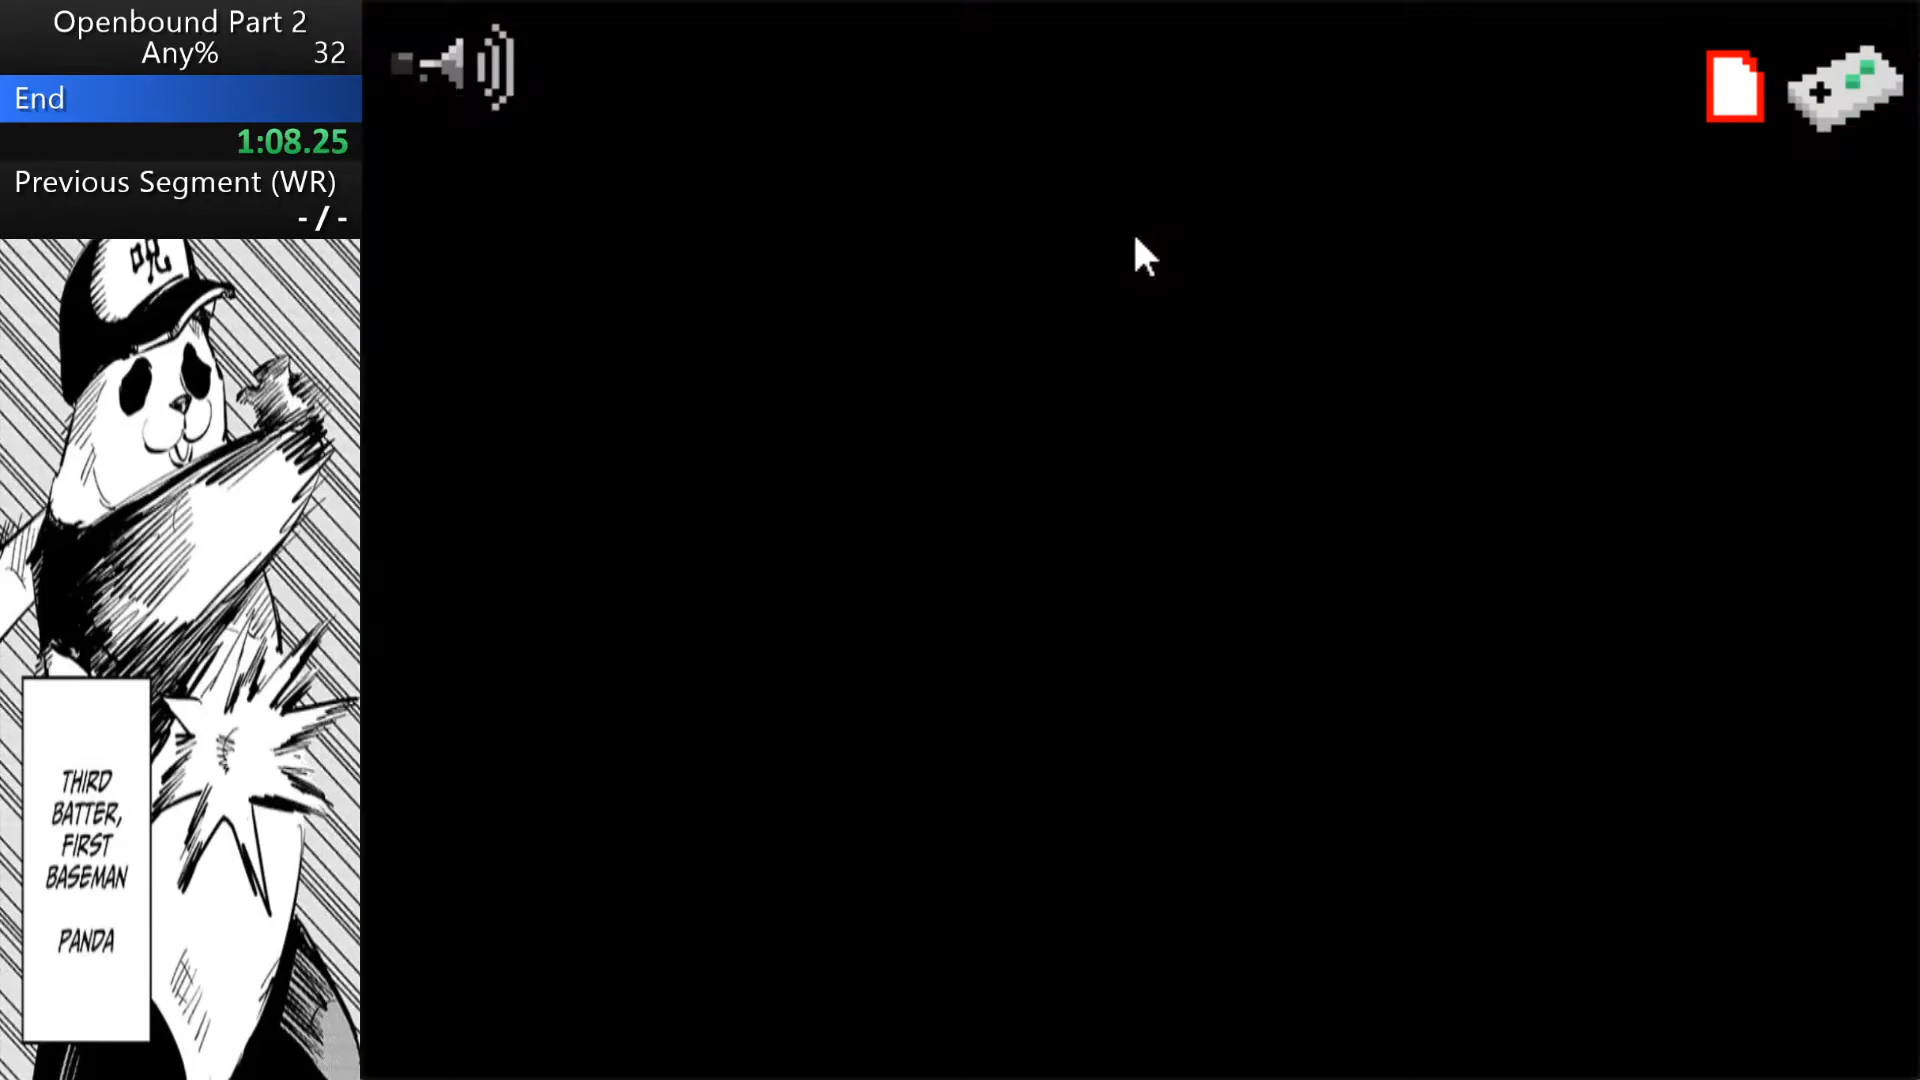 Openbound Part 2
Any% 32
End
1:08.25
Previous Segment (WR)
- / -
呪
THIRD
BATTER,
FIRST
BASEMAN
PANDA